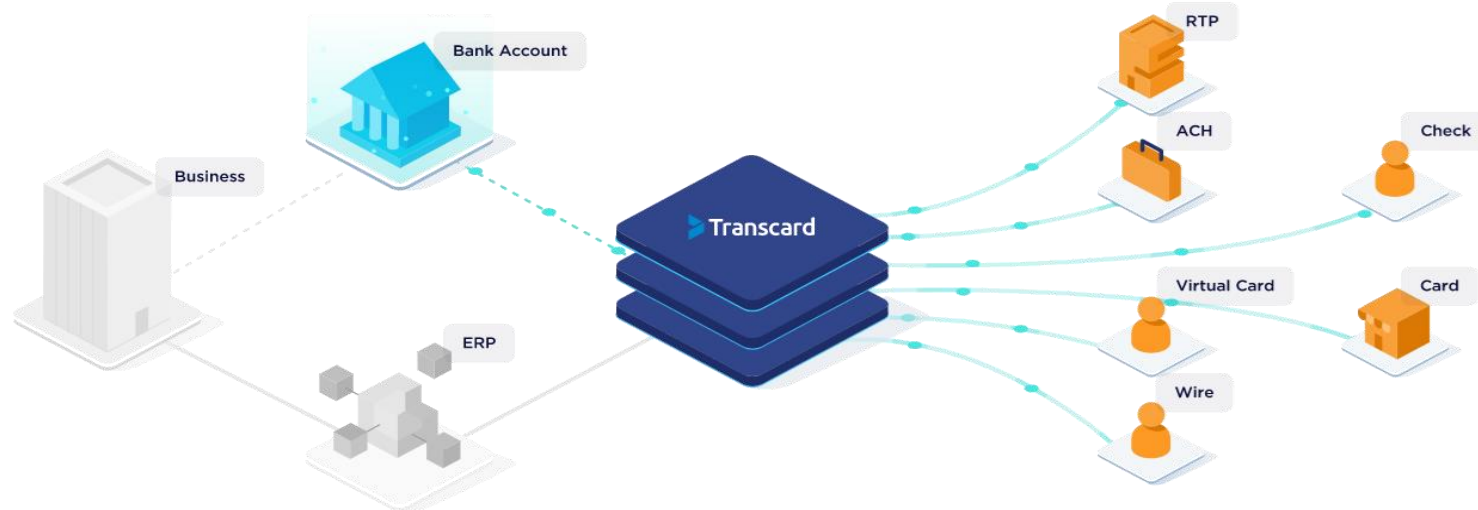 RTP
Bank Account
ACH
Check
Business
Transcard
Virtual Card
Card
ERP
Wire